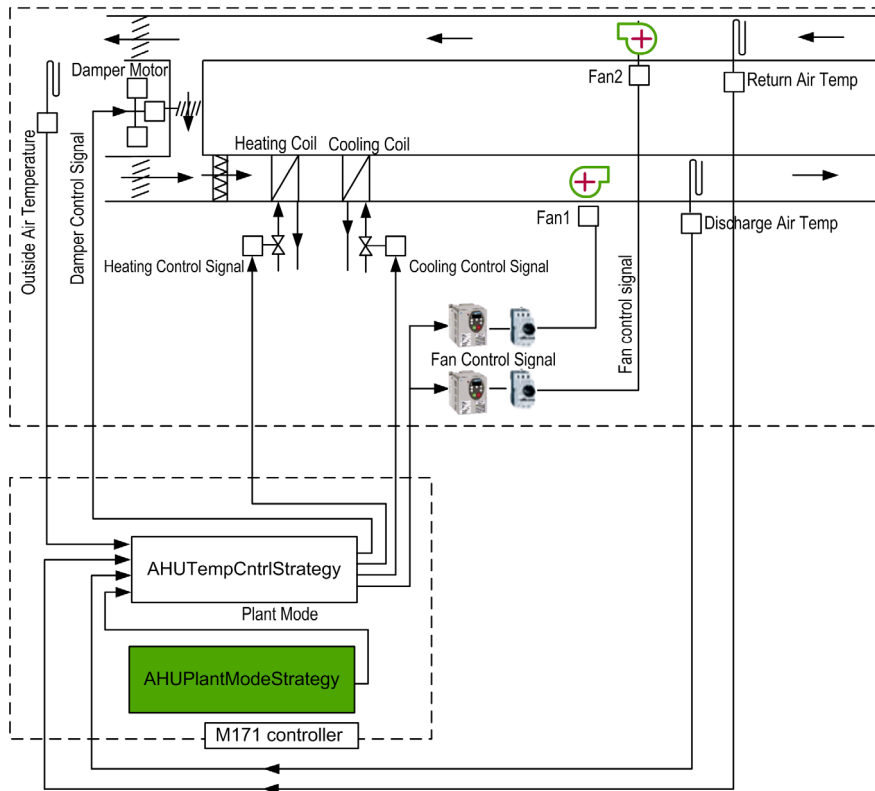 Damper Motor
Fan2
Return Air Temp
Heating Coil
Cooling Coil
Outside Air Temperature
Damper Control Signal
Fan1
Discharge Air Temp
Heating Control Signal
Cooling Control Signal
Fan control signal
Fan Control Signal
AHUTempCntrlStrategy
Plant Mode
AHUPlantModeStrategy
M171 controller